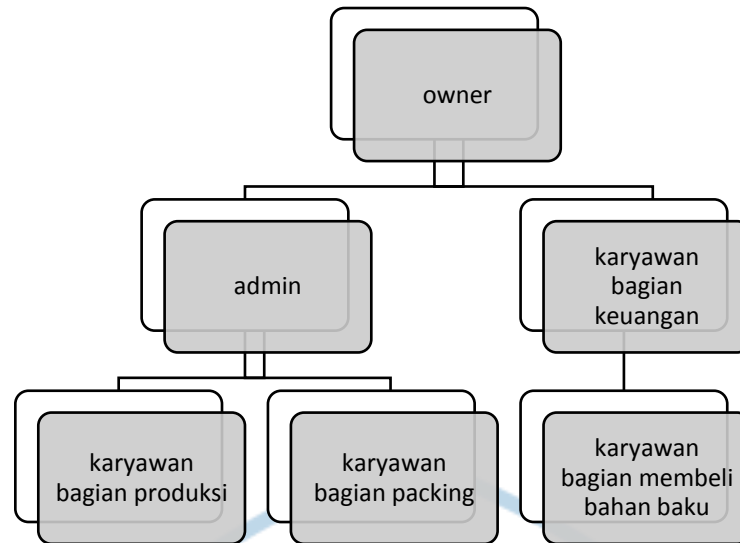 owner
admin
karyawan
bagian
keuangan
karyawan
bagian produksi
karyawan
bagian packing
karyawan
bagian membeli
bahan baku